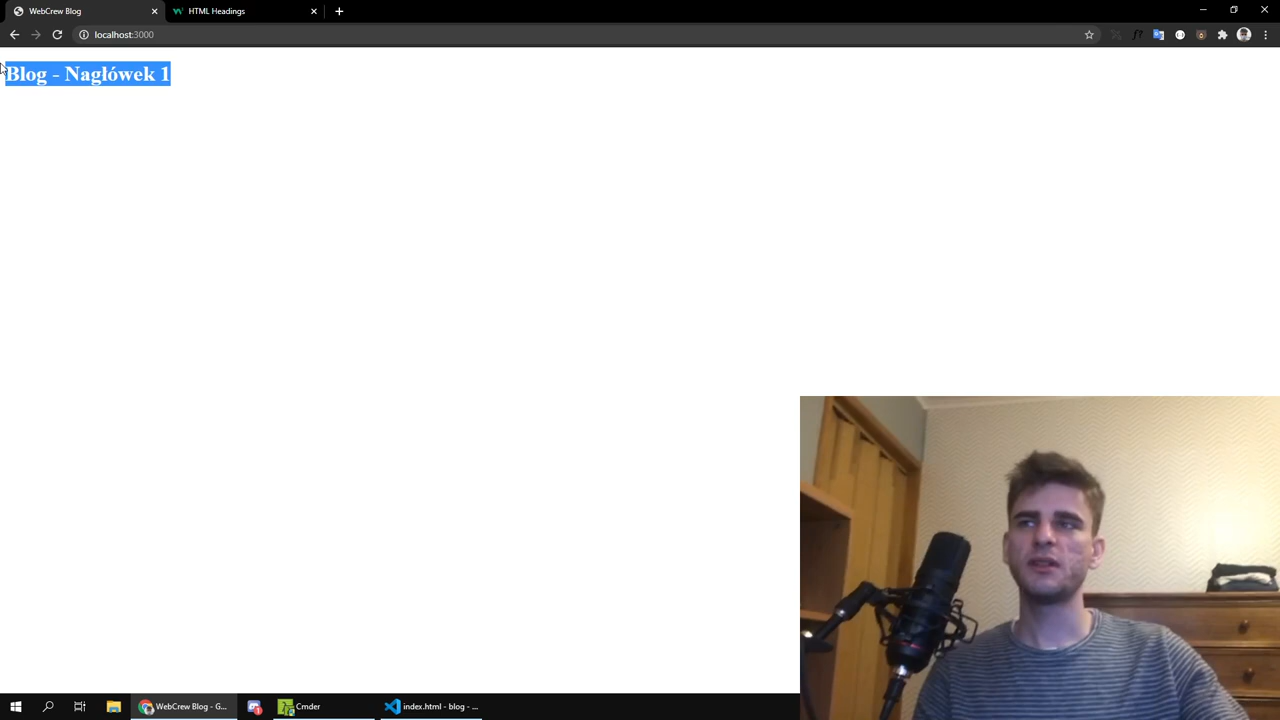 WebCrew Blog
HTML Headings
localhost:3000
Blog - Nagłówek 1
WebCrew Blog - G...
Cmder
index.html - blog - ...